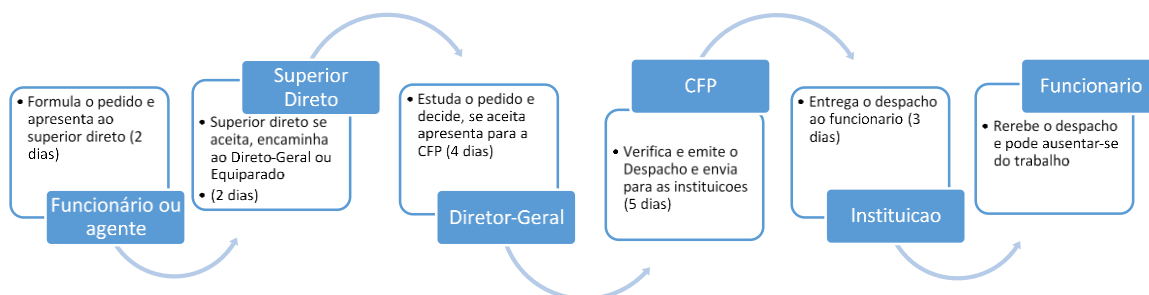 • Formula o pedido e
apresenta ao
superior direto (2
dias)
Funcionário ou
agente
Superior
Direto
• Superior direto se
aceita, encaminha
ao Direto-Geral ou
Equiparado
• (2 dias)
• Estuda o pedido e
decide, se aceita
apresenta para a
CFP (4 dias)
Diretor-Geral
CFP
• Verifica e emite o
Despacho e envia
para as instituicoes
(5 dias)
• Entrega o despacho
ao funcionario (3
dias)
Instituicao
Funcionario
• Rerebe o despacho
e pode ausentar-se
do trabalho